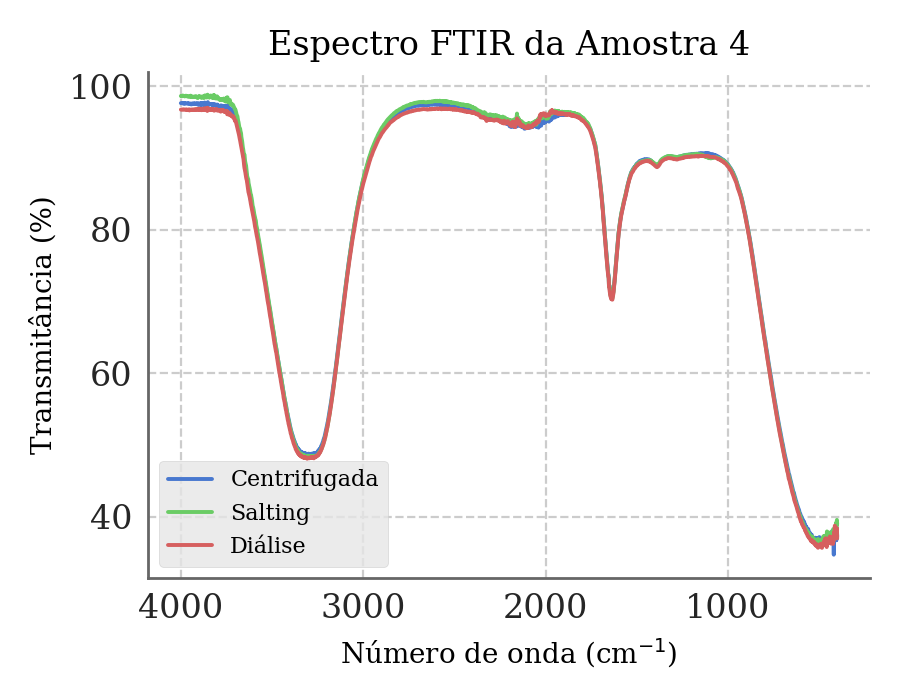 Espectro FTIR da Amostra 4
Transmitância (%)
100
80
60
40
Centrifugada
Salting
Diálise
4000 3000 2000 1000
Número de onda (cm⁻¹)